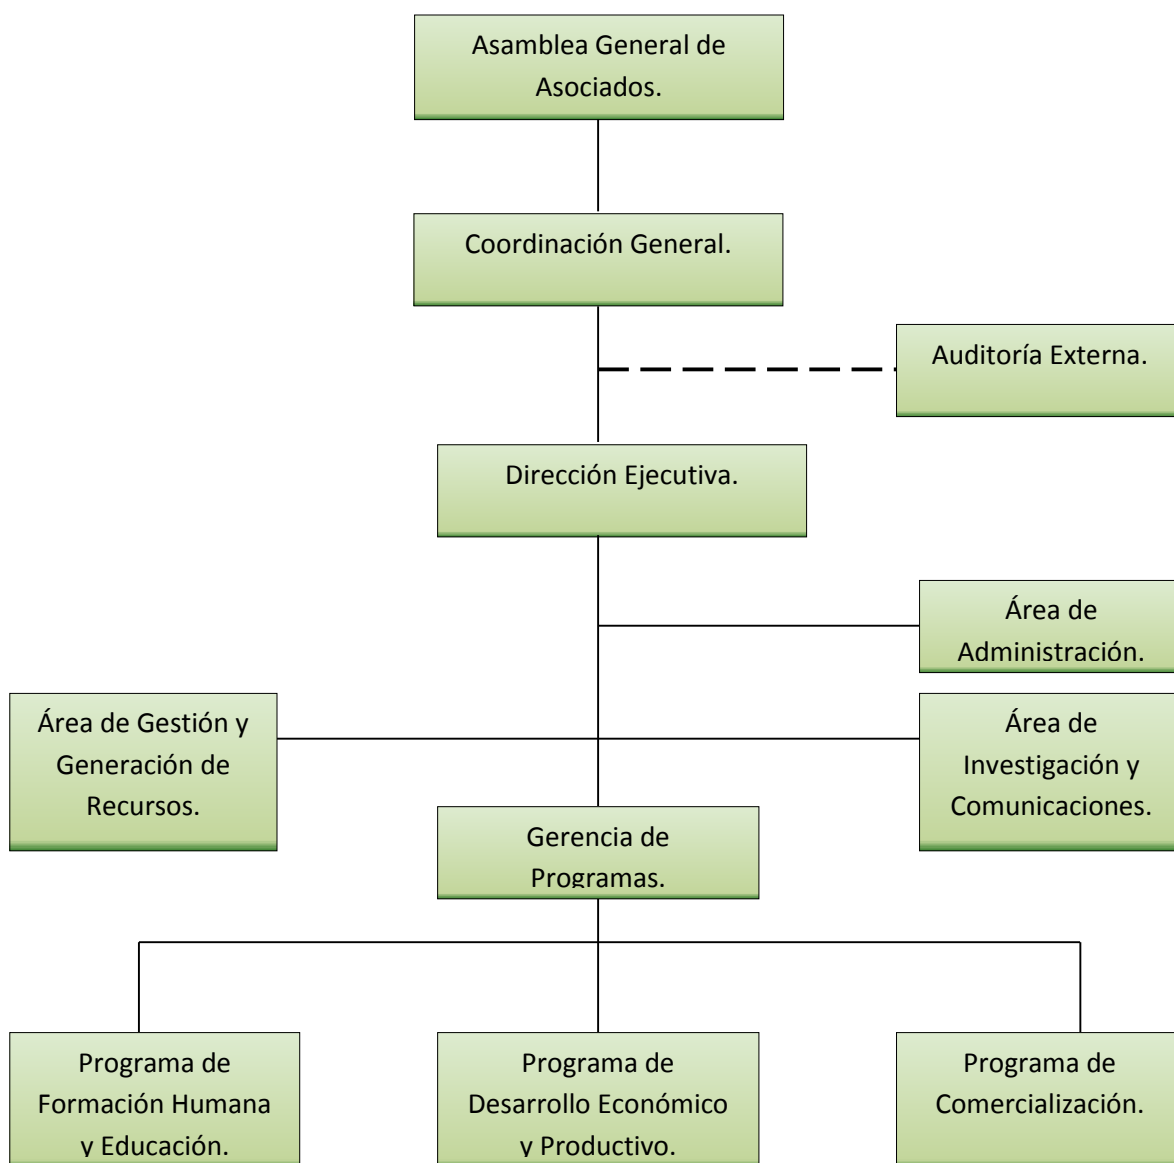 Asamblea General de
Asociados.
Coordinación General.
Auditoría Externa.
Dirección Ejecutiva.
Área de
Administración.
Área de Gestión y
Generación de
Recursos.
Área de
Investigación y
Comunicaciones.
Gerencia de
Programas.
Programa de
Formación Humana
y Educación.
Programa de
Desarrollo Económico
y Productivo.
Programa de
Comercialización.